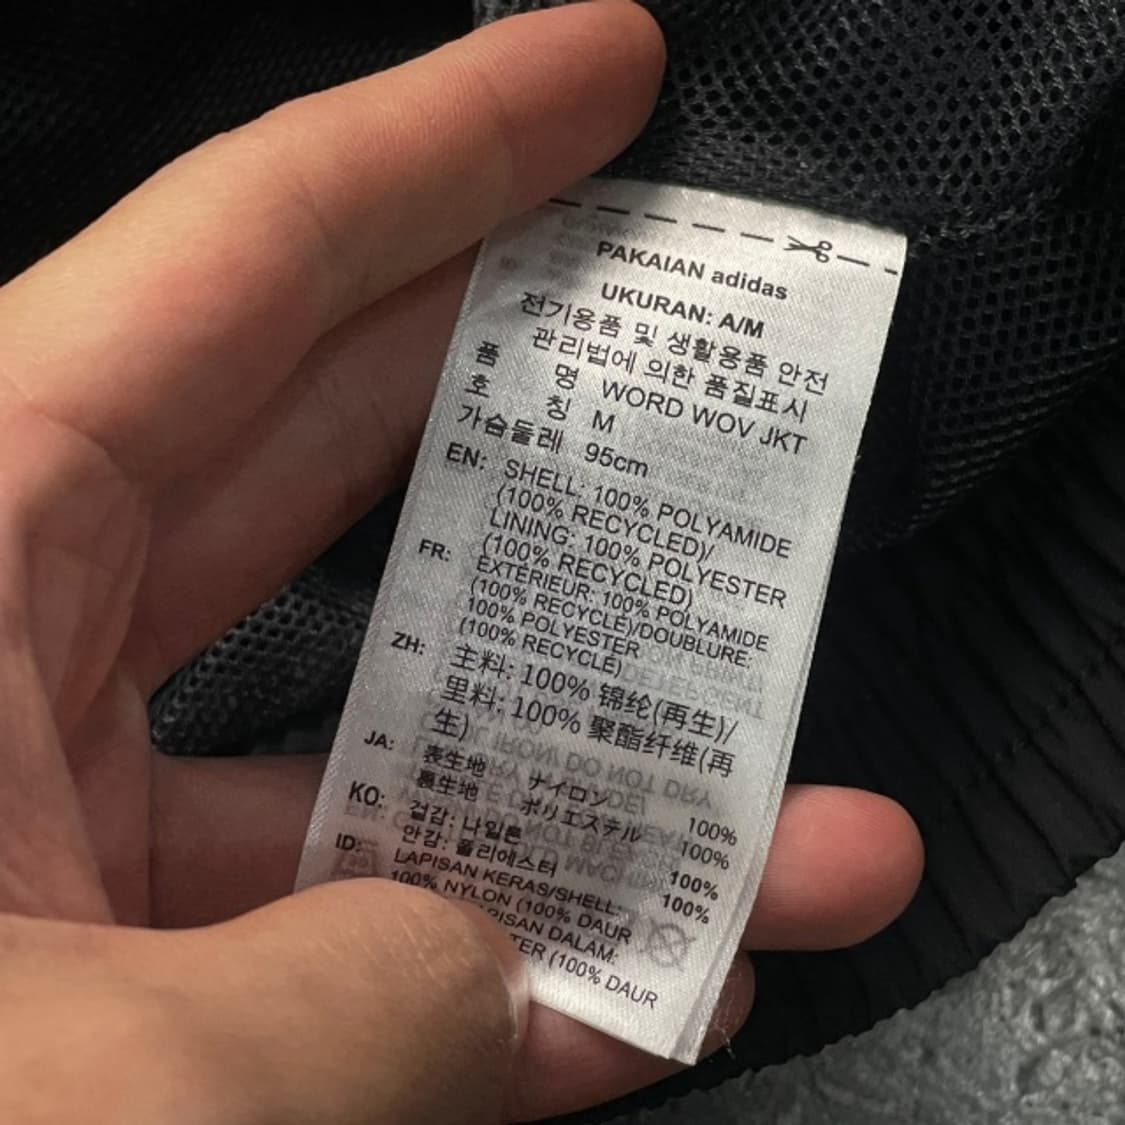 PAKAIAN adidas
UKURAN: A/M
전기용품 및 생활용품 안전
관리법에 의한 품질표시
품 명 WORD WOV JKT
호 칭 M
가슴둘레 95cm
EN: SHELL: 100% POLYAMIDE
(100% RECYCLED)/
LINING: 100% POLYESTER
(100% RECYCLED)
FR: EXTÉRIEUR: 100% POLYAMIDE
(100% RECYCLÉ)/DOUBLURE:
100% POLYESTER
(100% RECYCLÉ)
ZH: 主料: 100% 锦纶(再生)/
里料: 100% 聚酯纤维(再
生)
JA: 表生地 ナイロン 100%
裏生地 ポリエステル 100%
KO: 겉감: 나일론 100%
안감: 폴리에스터 100%
ID: LAPISAN KERAS/SHELL:
100% NYLON (100% DAUR
DALAM:
(100% DAUR